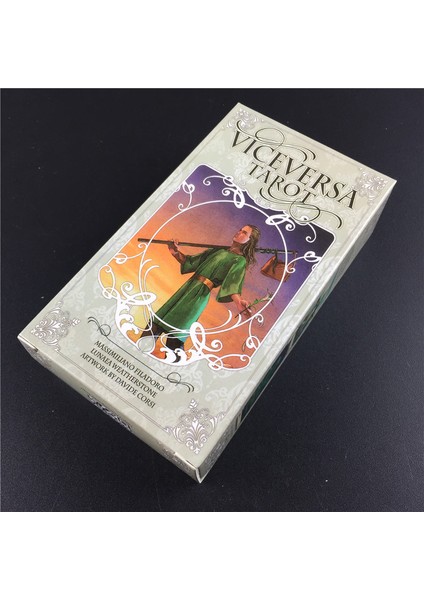 VICEVERSA
TAROT
MASSIMILIANO FILADORO
LUNAEA WEATHERSTONE
ARTWORK BY DAVIDE CORSI